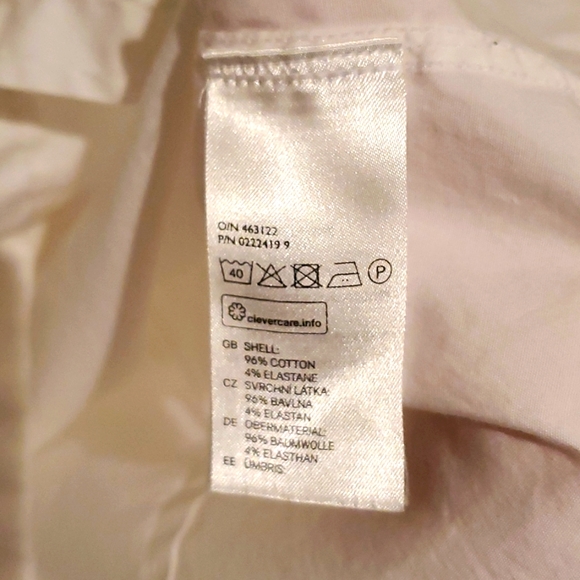 O/N 463122
P/N 0222419 9
40 P
clevercare.info
GB SHELL:
96% COTTON
4% ELASTANE
CZ SVRCHNÍ LÁTKA:
96% BAVLNA
4% ELASTAN
DE OBERMATERIAL:
96% BAUMWOLLE
4% ELASTHAN
EE ÜMBRIS: